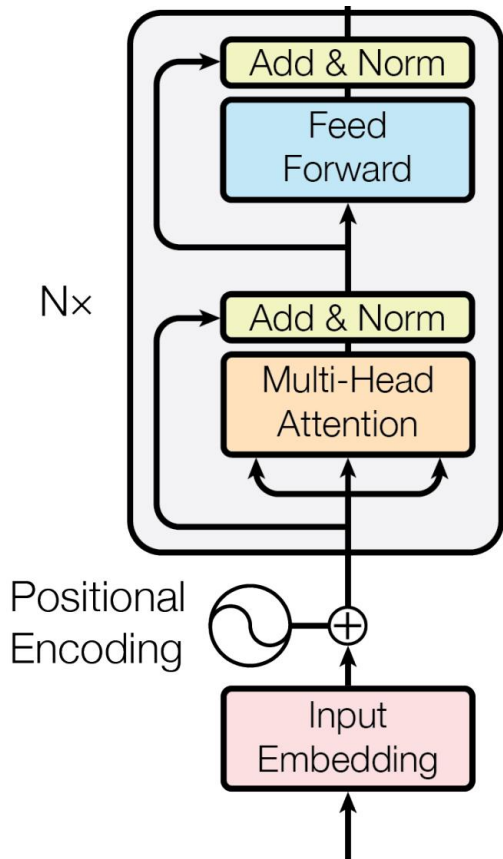 Add & Norm
Feed
Forward
N×
Add & Norm
Multi-Head
Attention
Positional
Encoding
Input
Embedding